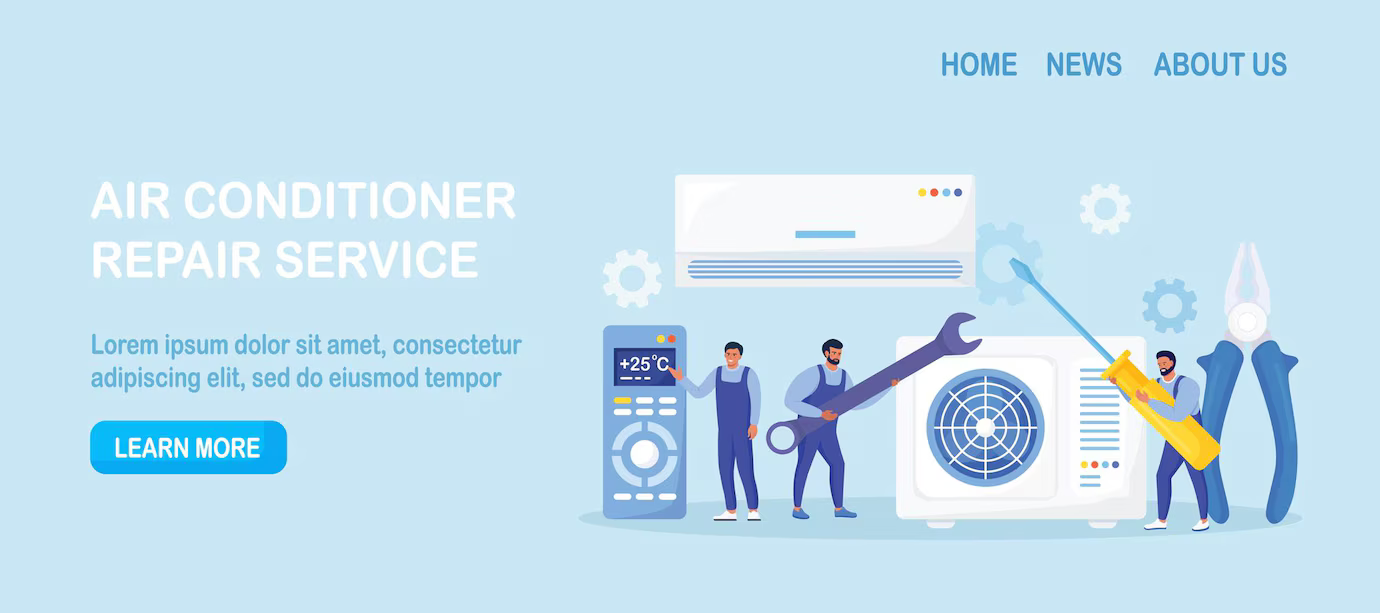 HOME NEWS ABOUT US
AIR CONDITIONER
REPAIR SERVICE
Lorem ipsum dolor sit amet, consectetur
adipiscing elit, sed do eiusmod tempor
LEARN MORE
+25°C